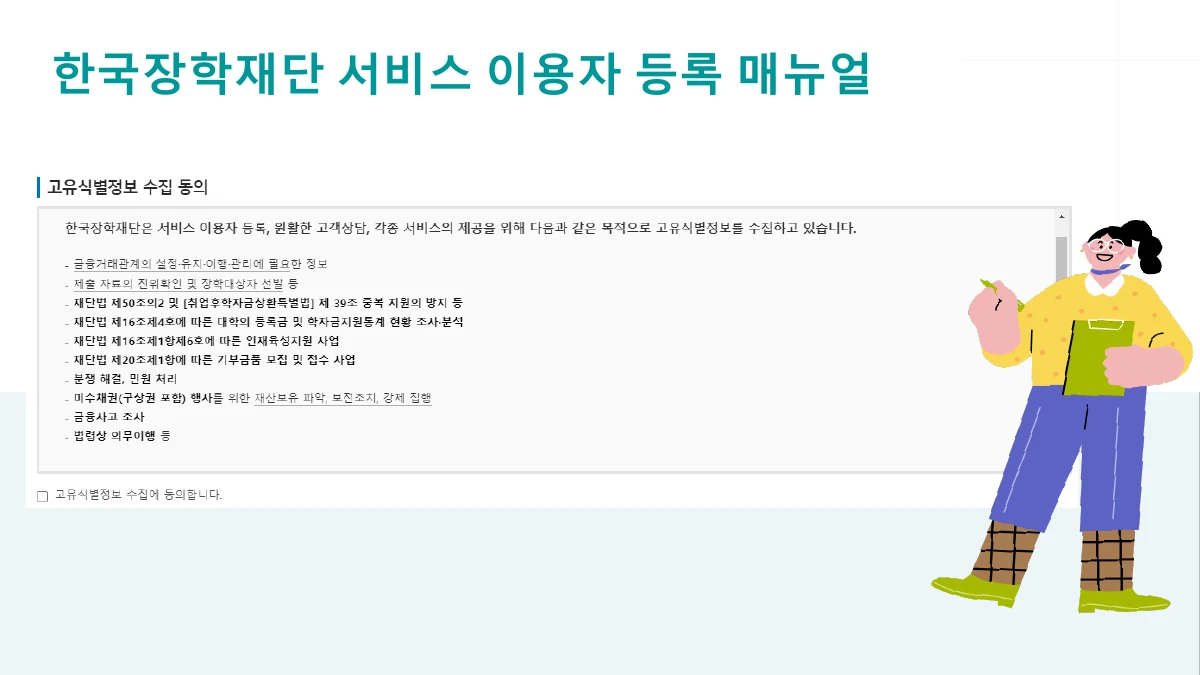 한국장학재단 서비스 이용자 등록 매뉴얼
고유식별정보 수집 동의
한국장학재단은 서비스 이용자 등록, 원활한 고객상담, 각종 서비스의 제공을 위해 다음과 같은 목적으로 고유식별정보를 수집하고 있습니다.
- 금융거래관계의 설정·유지·이행·관리에 필요한 정보
- 제출 자료의 진위확인 및 장학대상자 선발 등
- 재단법 제50조의2 및 [취업후학자금상환특별법] 제 39조 중복 지원의 방지 등
- 재단법 제16조제4호에 따른 대학의 등록금 및 학자금지원통계 현황 조사·분석
- 재단법 제16조제1항제6호에 따른 인재육성지원 사업
- 재단법 제20조제1항에 따른 기부금품 모집 및 접수 사업
- 분쟁 해결, 민원 처리
- 미수채권(구상권 포함) 행사를 위한 재산보유 파악, 보전조치, 강제 집행
- 금융사고 조사
- 법령상 의무이행 등
고유식별정보 수집에 동의합니다.